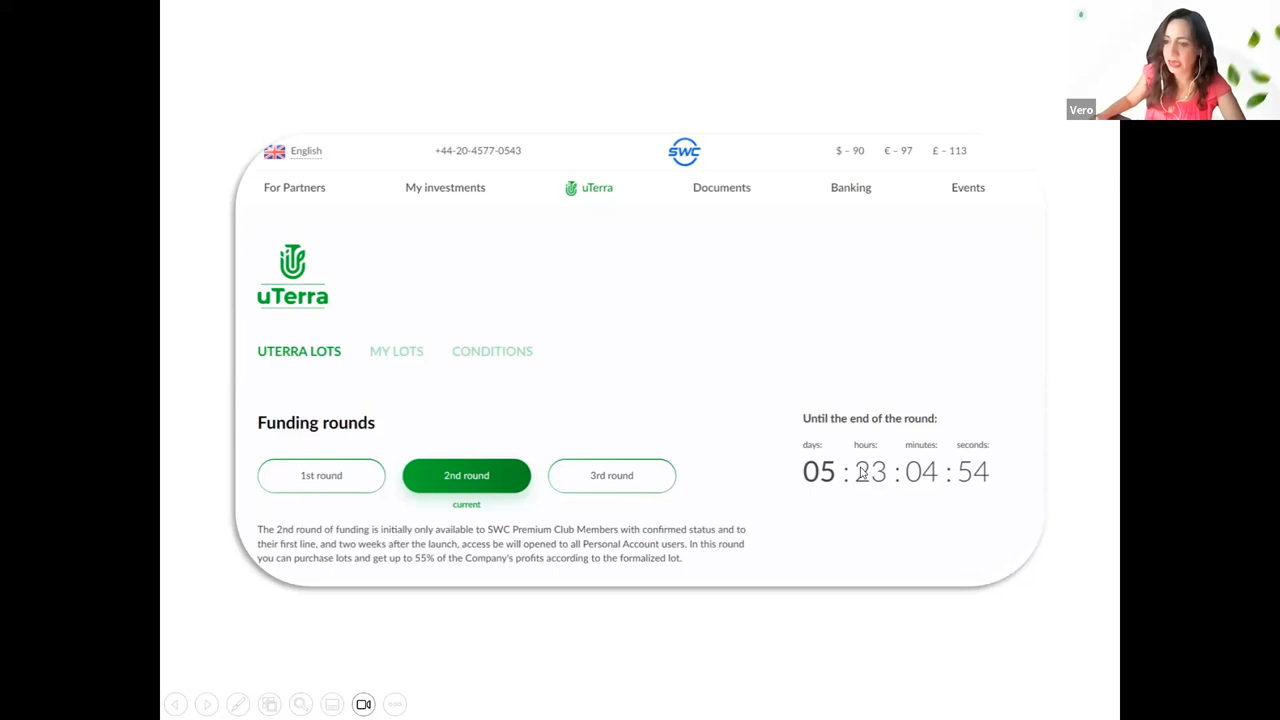 Vero
English
+44-20-4577-0543
SWC
$ – 90 € – 97 £ – 113
For Partners My investments uTerra Documents Banking Events
uTerra
UTERRA LOTS MY LOTS CONDITIONS
Funding rounds
1st round 2nd round 3rd round
current
Until the end of the round:
days: hours: minutes: seconds:
05 : 23 : 04 : 54
The 2nd round of funding is initially only available to SWC Premium Club Members with confirmed status and to
their first line, and two weeks after the launch, access be will opened to all Personal Account users. In this round
you can purchase lots and get up to 55% of the Company's profits according to the formalized lot.